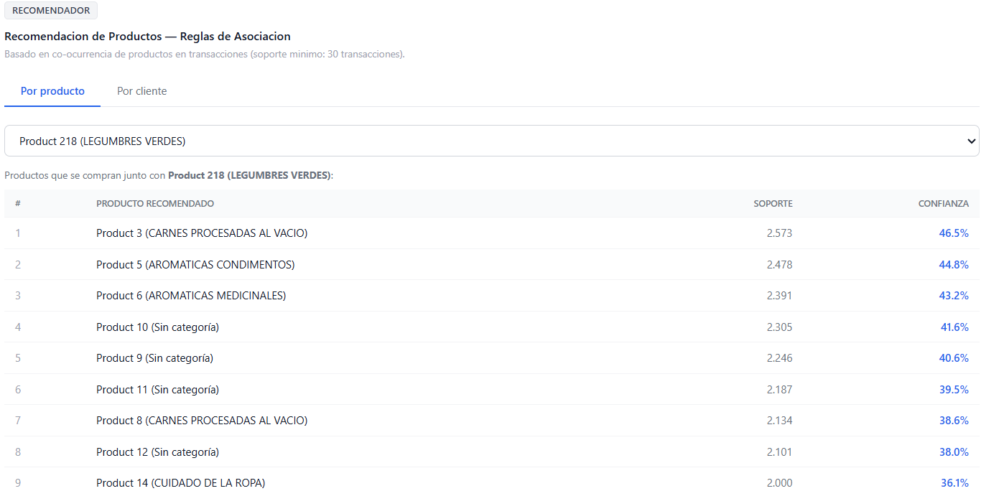 RECOMENDADOR
Recomendacion de Productos — Reglas de Asociacion
Basado en co-ocurrencia de productos en transacciones (soporte minimo: 30 transacciones).
Por producto Por cliente
Product 218 (LEGUMBRES VERDES)
Productos que se compran junto con Product 218 (LEGUMBRES VERDES):
# PRODUCTO RECOMENDADO SOPORTE CONFIANZA
1 Product 3 (CARNES PROCESADAS AL VACIO) 2.573 46.5%
2 Product 5 (AROMATICAS CONDIMENTOS) 2.478 44.8%
3 Product 6 (AROMATICAS MEDICINALES) 2.391 43.2%
4 Product 10 (Sin categoría) 2.305 41.6%
5 Product 9 (Sin categoría) 2.246 40.6%
6 Product 11 (Sin categoría) 2.187 39.5%
7 Product 8 (CARNES PROCESADAS AL VACIO) 2.134 38.6%
8 Product 12 (Sin categoría) 2.101 38.0%
9 Product 14 (CUIDADO DE LA ROPA) 2.000 36.1%